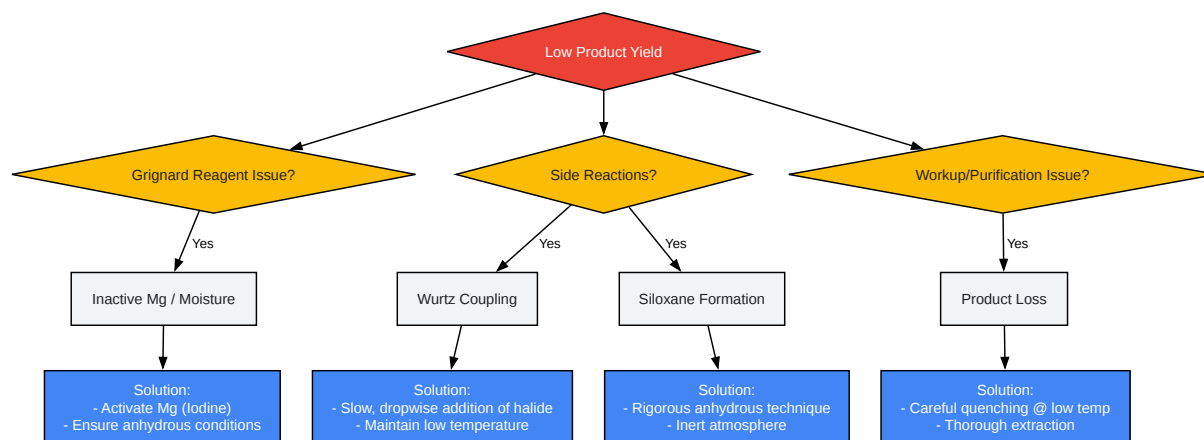 Low Product Yield
Grignard Reagent Issue?
Side Reactions?
Workup/Purification Issue?
Yes
Yes
Yes
Yes
Inactive Mg / Moisture
Wurtz Coupling
Siloxane Formation
Product Loss
Solution:
- Activate Mg (Iodine)
- Ensure anhydrous conditions
Solution:
- Slow, dropwise addition of halide
- Maintain low temperature
Solution:
- Rigorous anhydrous technique
- Inert atmosphere
Solution:
- Careful quenching @ low temp
- Thorough extraction